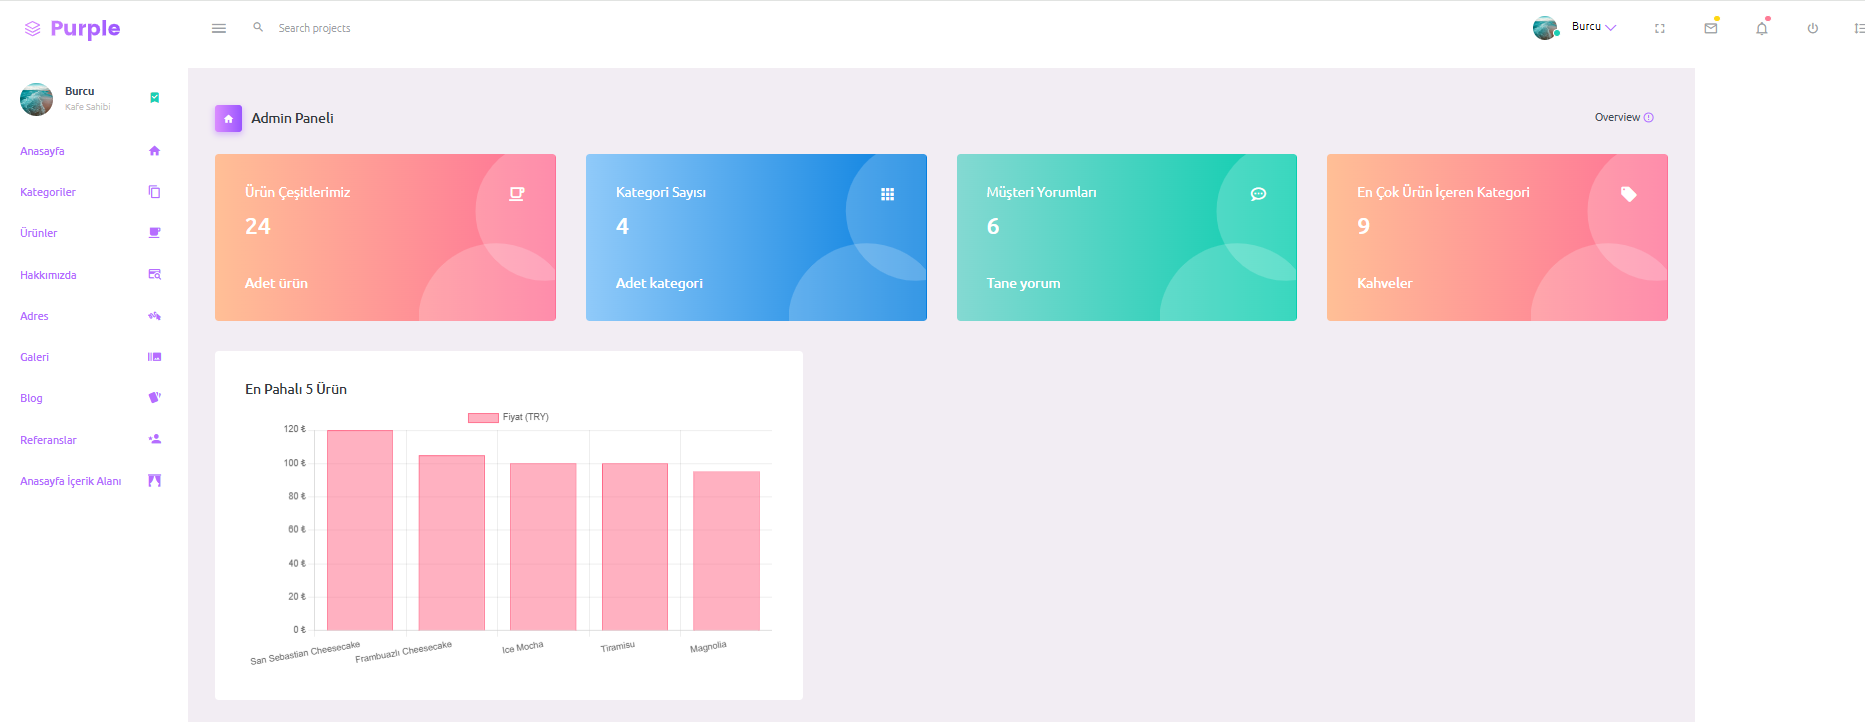 Purple
Search projects
Burcu
Burcu
Kafe Sahibi
Anasayfa
Kategoriler
Ürünler
Hakkımızda
Adres
Galeri
Blog
Referanslar
Anasayfa İçerik Alanı
Admin Paneli
Overview
Ürün Çeşitlerimiz
24
Adet ürün
Kategori Sayısı
4
Adet kategori
Müşteri Yorumları
6
Tane yorum
En Çok Ürün İçeren Kategori
9
Kahveler
En Pahalı 5 Ürün
Fiyat (TRY)
120 ₺
100 ₺
80 ₺
60 ₺
40 ₺
20 ₺
0 ₺
San Sebastian Cheesecake
Frambuazlı Cheesecake
Ice Mocha
Tiramisu
Magnolia